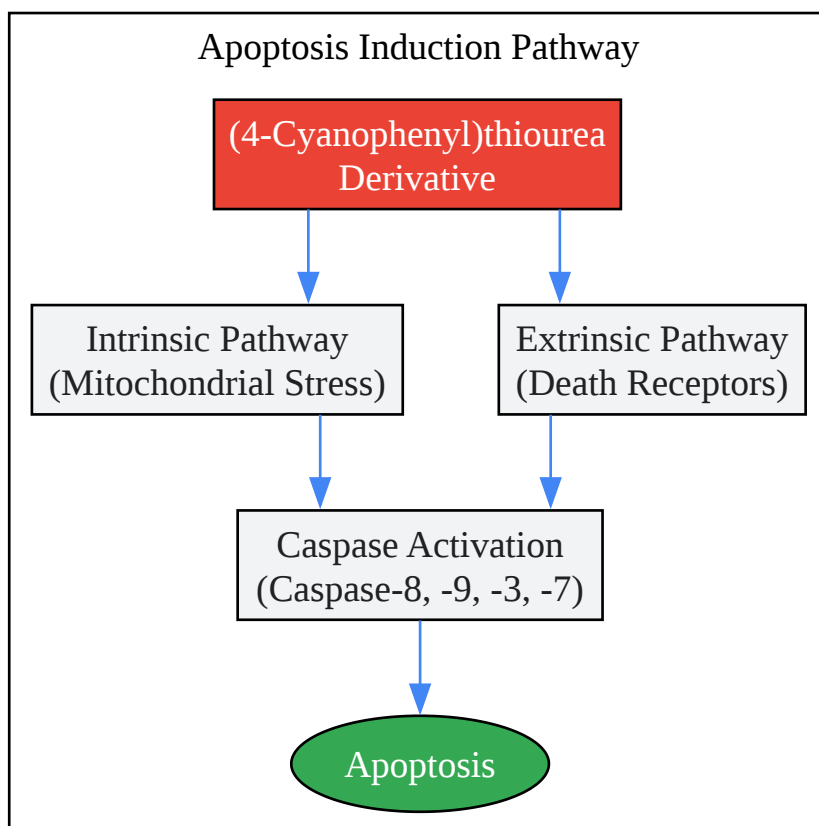 Apoptosis Induction Pathway
(4-Cyanophenyl)thiourea
Derivative
Intrinsic Pathway
(Mitochondrial Stress)
Extrinsic Pathway
(Death Receptors)
Caspase Activation
(Caspase-8, -9, -3, -7)
Apoptosis